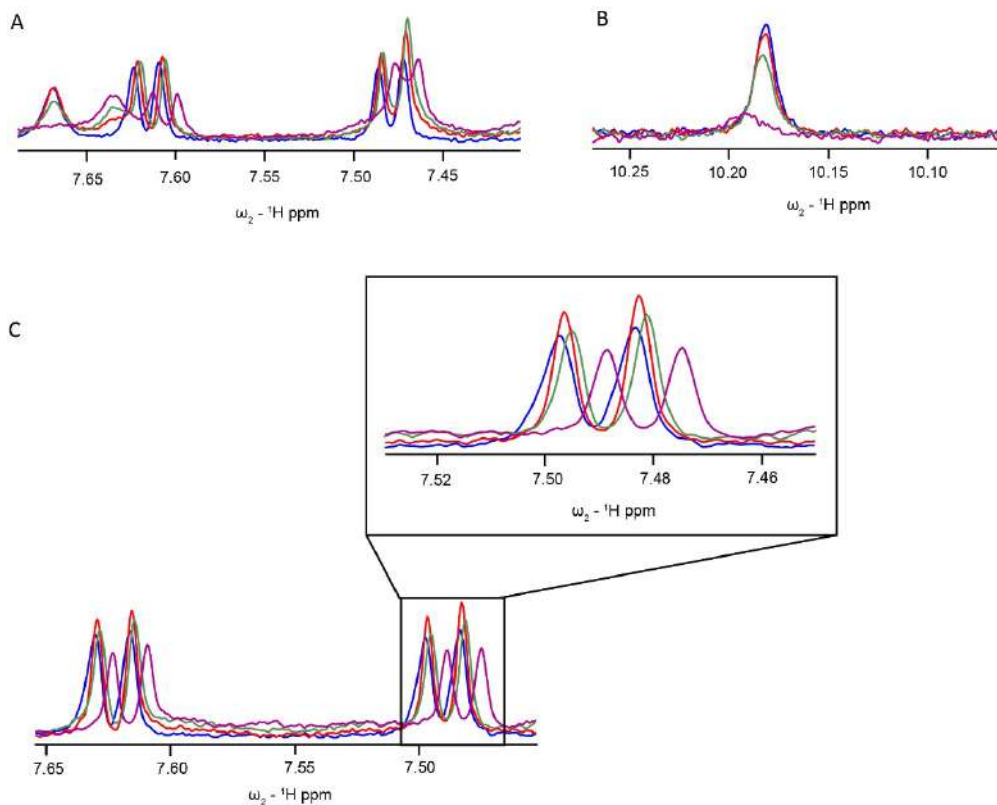 A
7.65 7.60 7.55 7.50 7.45
ω₂ - ¹H ppm
B
10.25 10.20 10.15 10.10
ω₂ - ¹H ppm
C
7.52 7.50 7.48 7.46
ω₂ - ¹H ppm
7.65 7.60 7.55 7.50
ω₂ - ¹H ppm